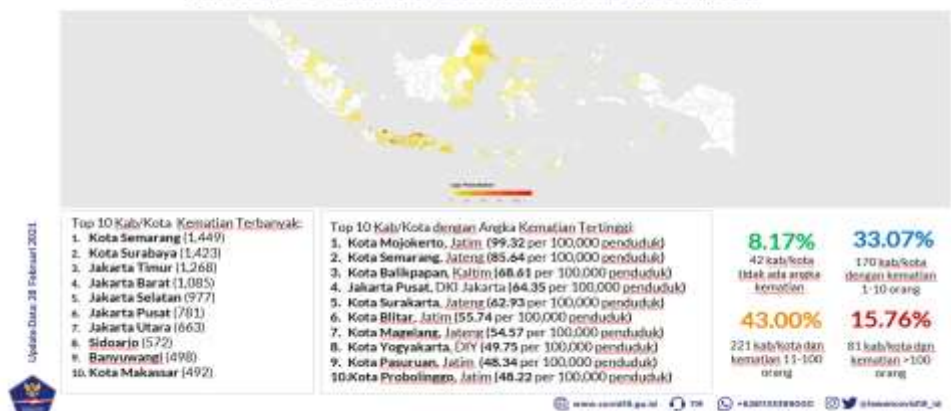 Update Data: 28 Februari 2021
Top 10 Kab/Kota Kematian Terbanyak:
1. Kota Semarang (1,449)
2. Kota Surabaya (1,423)
3. Jakarta Timur (1,268)
4. Jakarta Barat (1,085)
5. Jakarta Selatan (977)
6. Jakarta Pusat (781)
7. Jakarta Utara (663)
8. Sidoarjo (572)
9. Banyuwangi (498)
10. Kota Makassar (492)
Top 10 Kab/Kota dengan Angka Kematian Tertinggi:
1. Kota Mojokerto, Jatim (99.32 per 100,000 penduduk)
2. Kota Semarang, Jateng (85.64 per 100,000 penduduk)
3. Kota Balikpapan, Kaltim (68.61 per 100,000 penduduk)
4. Jakarta Pusat, DKI Jakarta (64.35 per 100,000 penduduk)
5. Kota Surakarta, Jateng (62.93 per 100,000 penduduk)
6. Kota Blitar, Jatim (55.74 per 100,000 penduduk)
7. Kota Magelang, Jateng (54.57 per 100,000 penduduk)
8. Kota Yogyakarta, DIY (49.75 per 100,000 penduduk)
9. Kota Pasuruan, Jatim (48.34 per 100,000 penduduk)
10.Kota Probolinggo, Jatim (48.22 per 100,000 penduduk)
8.17%
42 kab/kota
tidak ada angka
kematian
33.07%
170 kab/kota
dengan kematian
1-10 orang
43.00%
221 kab/kota dgn
kematian 11-100
orang
15.76%
81 kab/kota dgn
kematian >100
orang
www.covid19.go.id